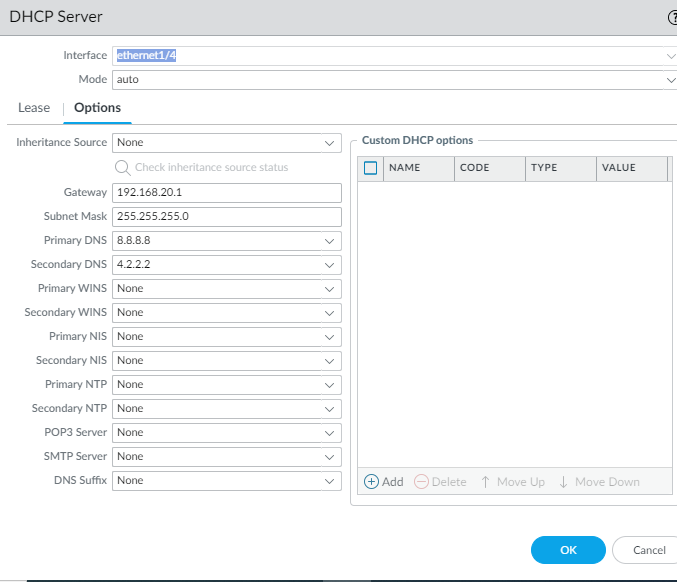 DHCP Server
?
Interface ethernet1/4
Mode auto
Lease Options
Inheritance Source None
Check inheritance source status
Gateway 192.168.20.1
Subnet Mask 255.255.255.0
Primary DNS 8.8.8.8
Secondary DNS 4.2.2.2
Primary WINS None
Secondary WINS None
Primary NIS None
Secondary NIS None
Primary NTP None
Secondary NTP None
POP3 Server None
SMTP Server None
DNS Suffix None
Custom DHCP options
NAME CODE TYPE VALUE
Add Delete Move Up Move Down
OK Cancel